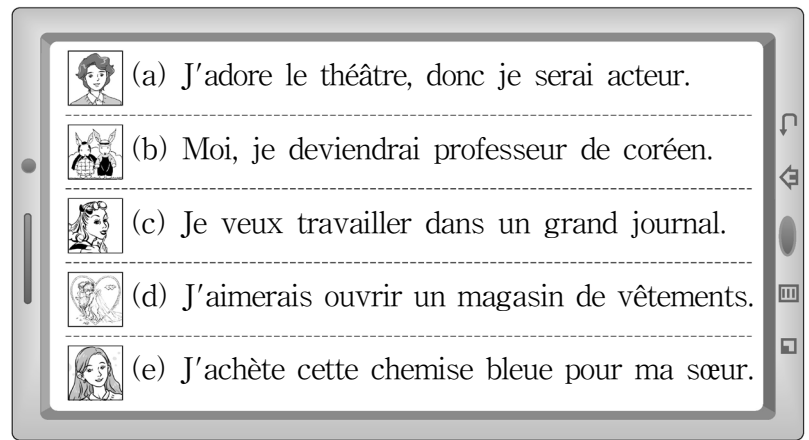 (a) J'adore le théâtre, donc je serai acteur.
(b) Moi, je deviendrai professeur de coréen.
(c) Je veux travailler dans un grand journal.
(d) J'aimerais ouvrir un magasin de vêtements.
(e) J'achète cette chemise bleue pour ma sœur.